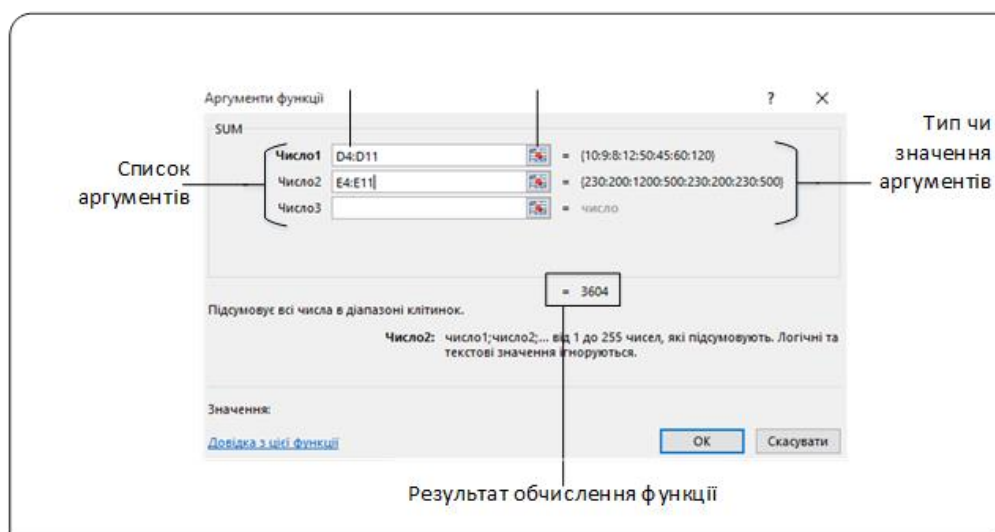 Аргументи функції ? ×
SUM
Список аргументів
Число1 D4:D11 = {10:9:8:12:50:45:60:120}
Число2 E4:E11 = {230:200:1200:500:230:200:230:500}
Число3 = число
Тип чи значення аргументів
= 3604
Підсумовує всі числа в діапазоні клітинок.
Число2: число1;число2;... від 1 до 255 чисел, які підсумовують. Логічні та
текстові значення ігноруються.
Значення:
Довідка з цієї функції
OK Скасувати
Результат обчислення функції